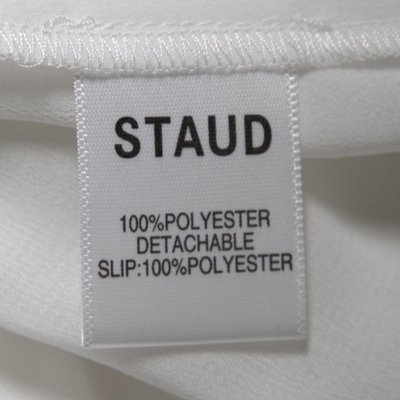 STAUD
100%POLYESTER
DETACHABLE
SLIP:100%POLYESTER